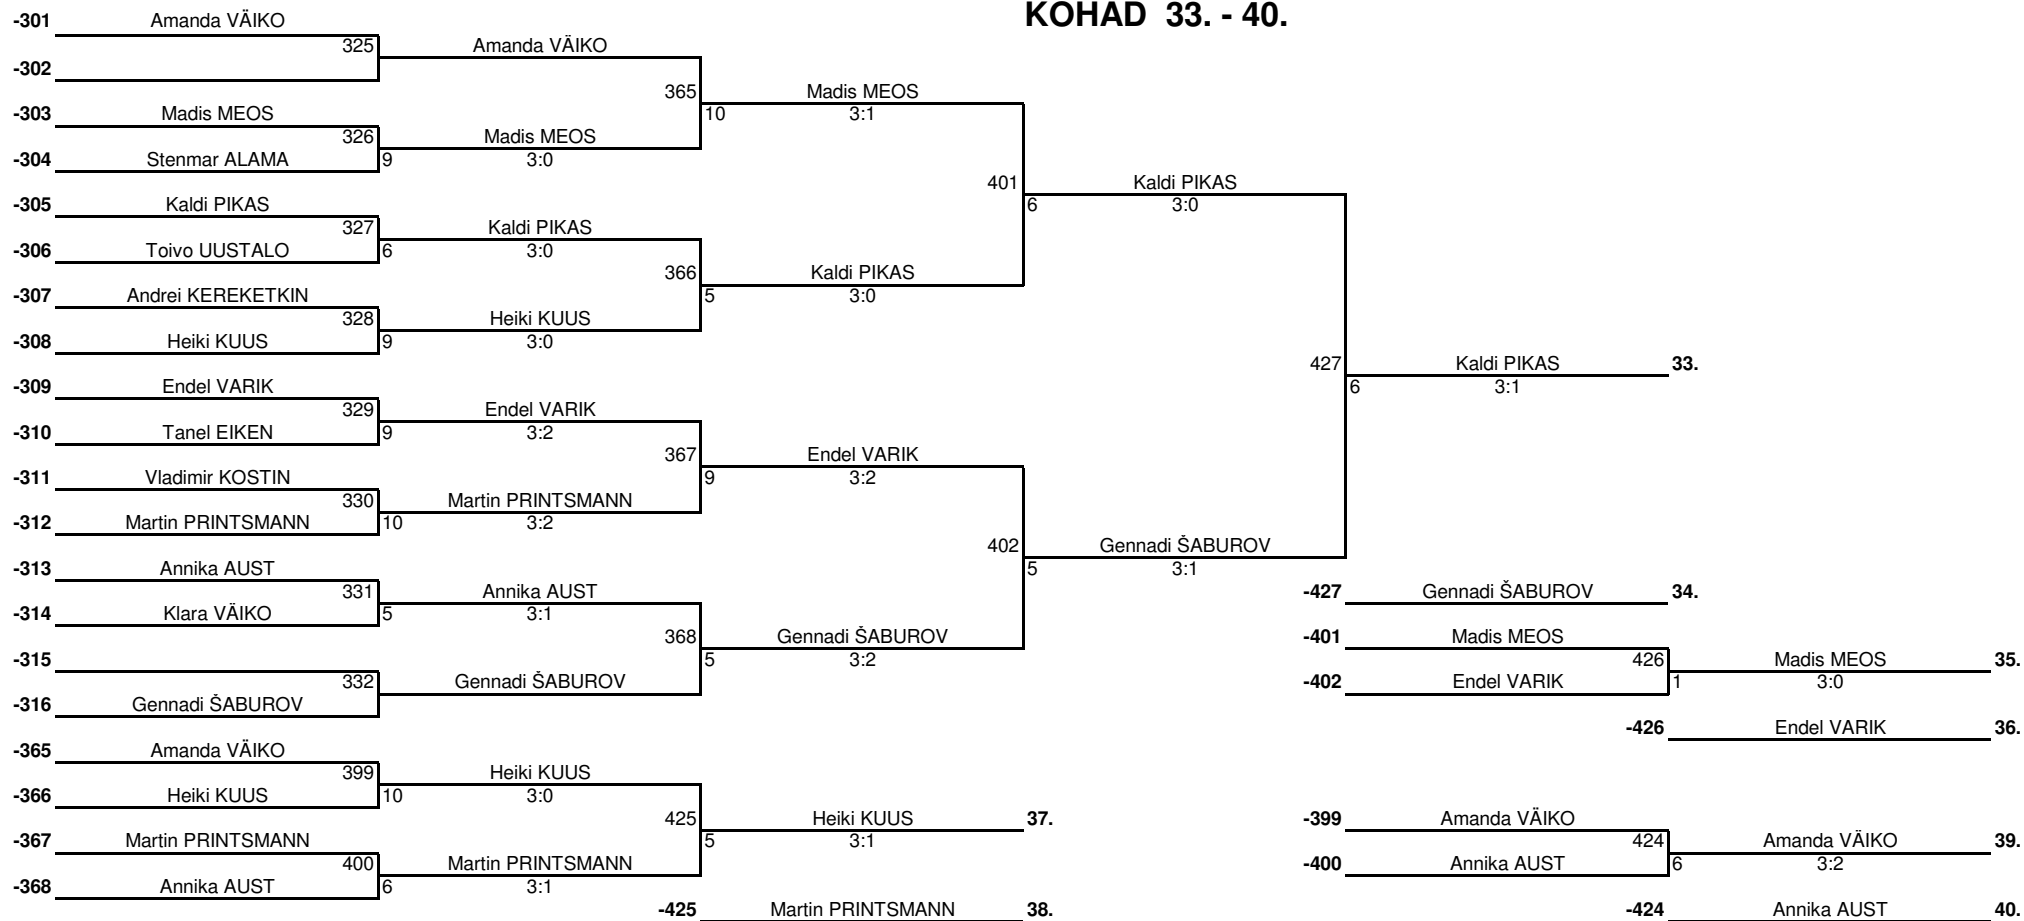 KOHAD 33. - 40.
-301 Amanda VÄIKO
325 Amanda VÄIKO
-302
365 Madis MEOS
-303 Madis MEOS
10 3:1
326 Madis MEOS
-304 Stenmar ALAMA 9 3:0
401 Kaldi PIKAS
-305 Kaldi PIKAS
6 3:0
327 Kaldi PIKAS
-306 Toivo UUSTALO 6 3:0
366 Kaldi PIKAS
-307 Andrei KEREKETKIN
5 3:0
328 Heiki KUUS
-308 Heiki KUUS 9 3:0
427 Kaldi PIKAS 33.
-309 Endel VARIK
6 3:1
329 Endel VARIK
-310 Tanel EIKEN 9 3:2
367 Endel VARIK
-311 Vladimir KOSTIN
9 3:2
330 Martin PRINTSMANN
-312 Martin PRINTSMANN 10 3:2
402 Gennadi ŠABUROV
-313 Annika AUST
5 3:1
331 Annika AUST
-427 Gennadi ŠABUROV 34.
-314 Klara VÄIKO 5 3:1
368 Gennadi ŠABUROV
-401 Madis MEOS
-315
5 3:2
426 Madis MEOS 35.
332 Gennadi ŠABUROV
-402 Endel VARIK 1 3:0
-316 Gennadi ŠABUROV
-426 Endel VARIK 36.
-365 Amanda VÄIKO
399 Heiki KUUS
-366 Heiki KUUS 10 3:0
425 Heiki KUUS 37.
-399 Amanda VÄIKO
-367 Martin PRINTSMANN
5 3:1
424 Amanda VÄIKO 39.
400 Martin PRINTSMANN
-400 Annika AUST 6 3:2
-368 Annika AUST 6 3:1
-425 Martin PRINTSMANN 38.
-424 Annika AUST 40.